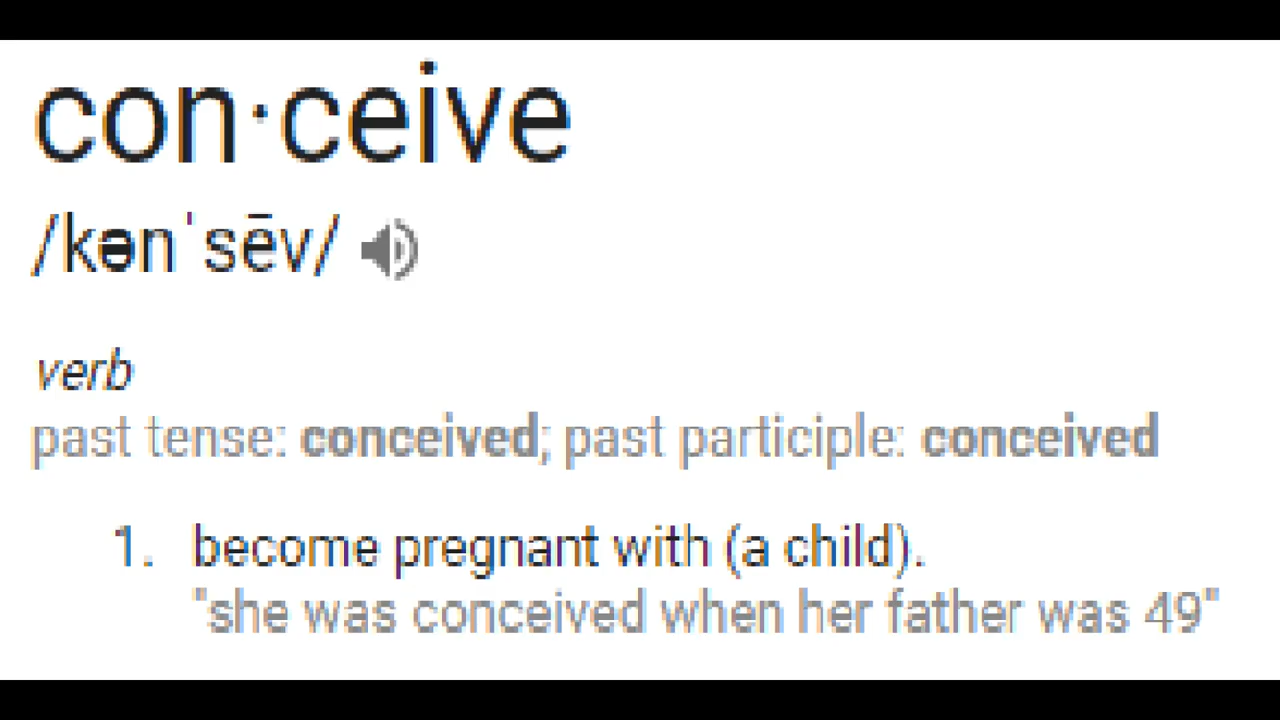 con·ceive
/kənˈsēv/
verb
past tense: conceived; past participle: conceived
1. become pregnant with (a child).
"she was conceived when her father was 49"